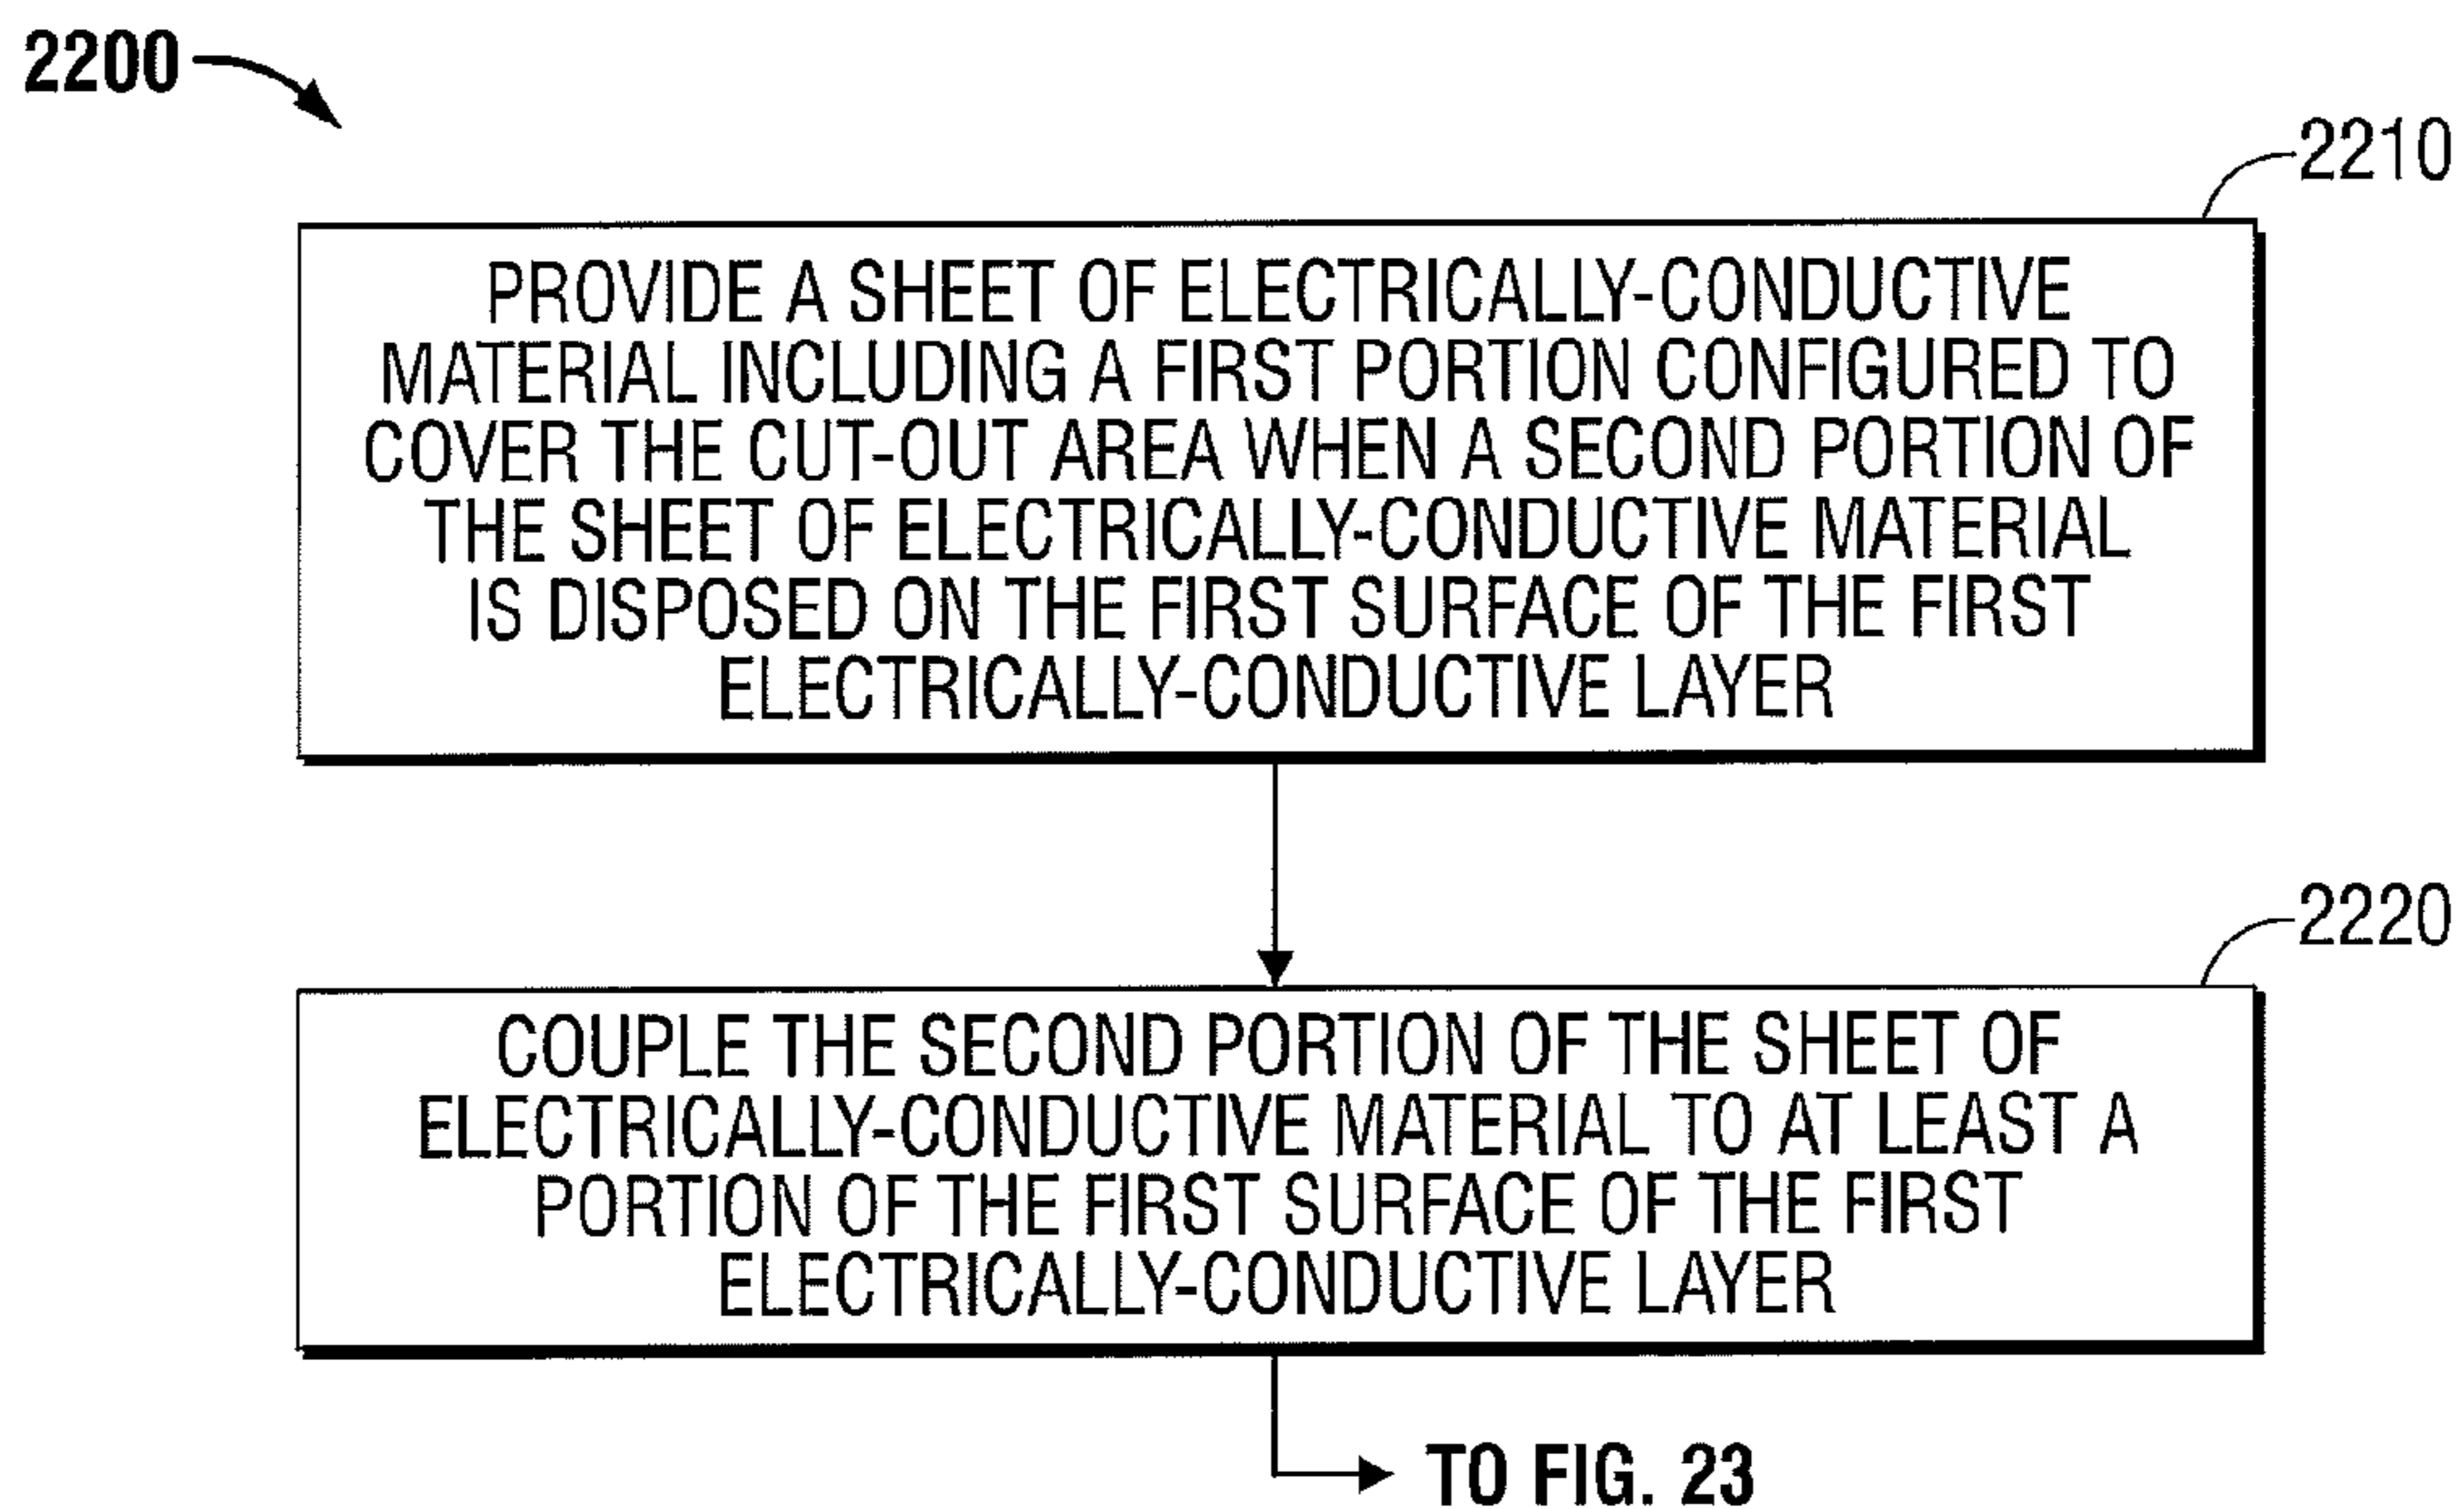 2200
2210
PROVIDE A SHEET OF ELECTRICALLY-CONDUCTIVE
MATERIAL INCLUDING A FIRST PORTION CONFIGURED TO
COVER THE CUT-OUT AREA WHEN A SECOND PORTION OF
THE SHEET OF ELECTRICALLY-CONDUCTIVE MATERIAL
IS DISPOSED ON THE FIRST SURFACE OF THE FIRST
ELECTRICALLY-CONDUCTIVE LAYER
2220
COUPLE THE SECOND PORTION OF THE SHEET OF
ELECTRICALLY-CONDUCTIVE MATERIAL TO AT LEAST A
PORTION OF THE FIRST SURFACE OF THE FIRST
ELECTRICALLY-CONDUCTIVE LAYER
TO FIG. 23